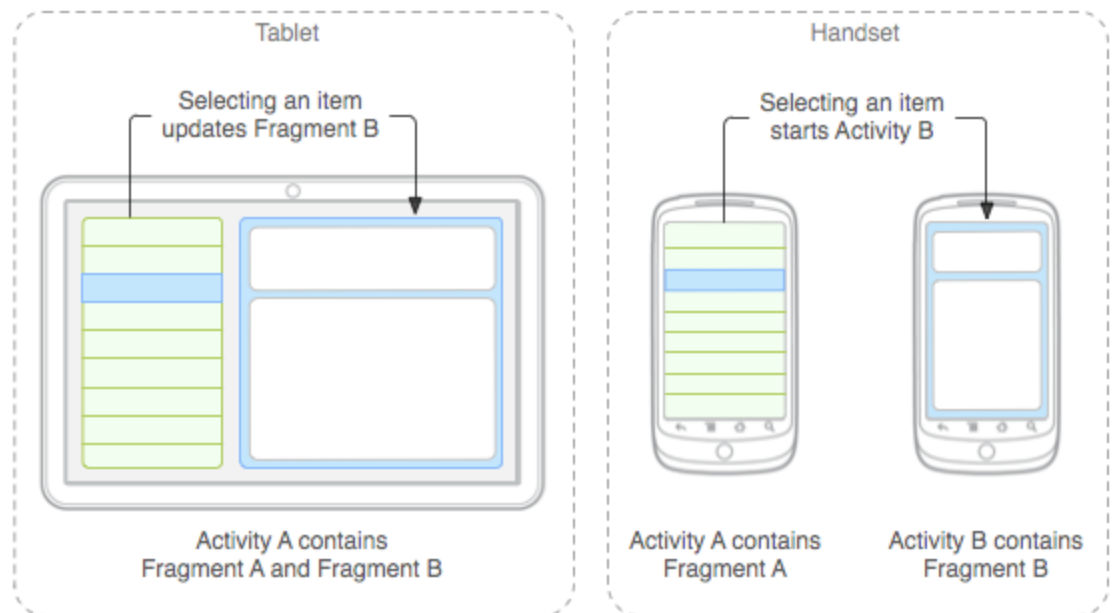 Tablet
Selecting an item
updates Fragment B
Activity A contains
Fragment A and Fragment B
Handset
Selecting an item
starts Activity B
Activity A contains
Fragment A
Activity B contains
Fragment B